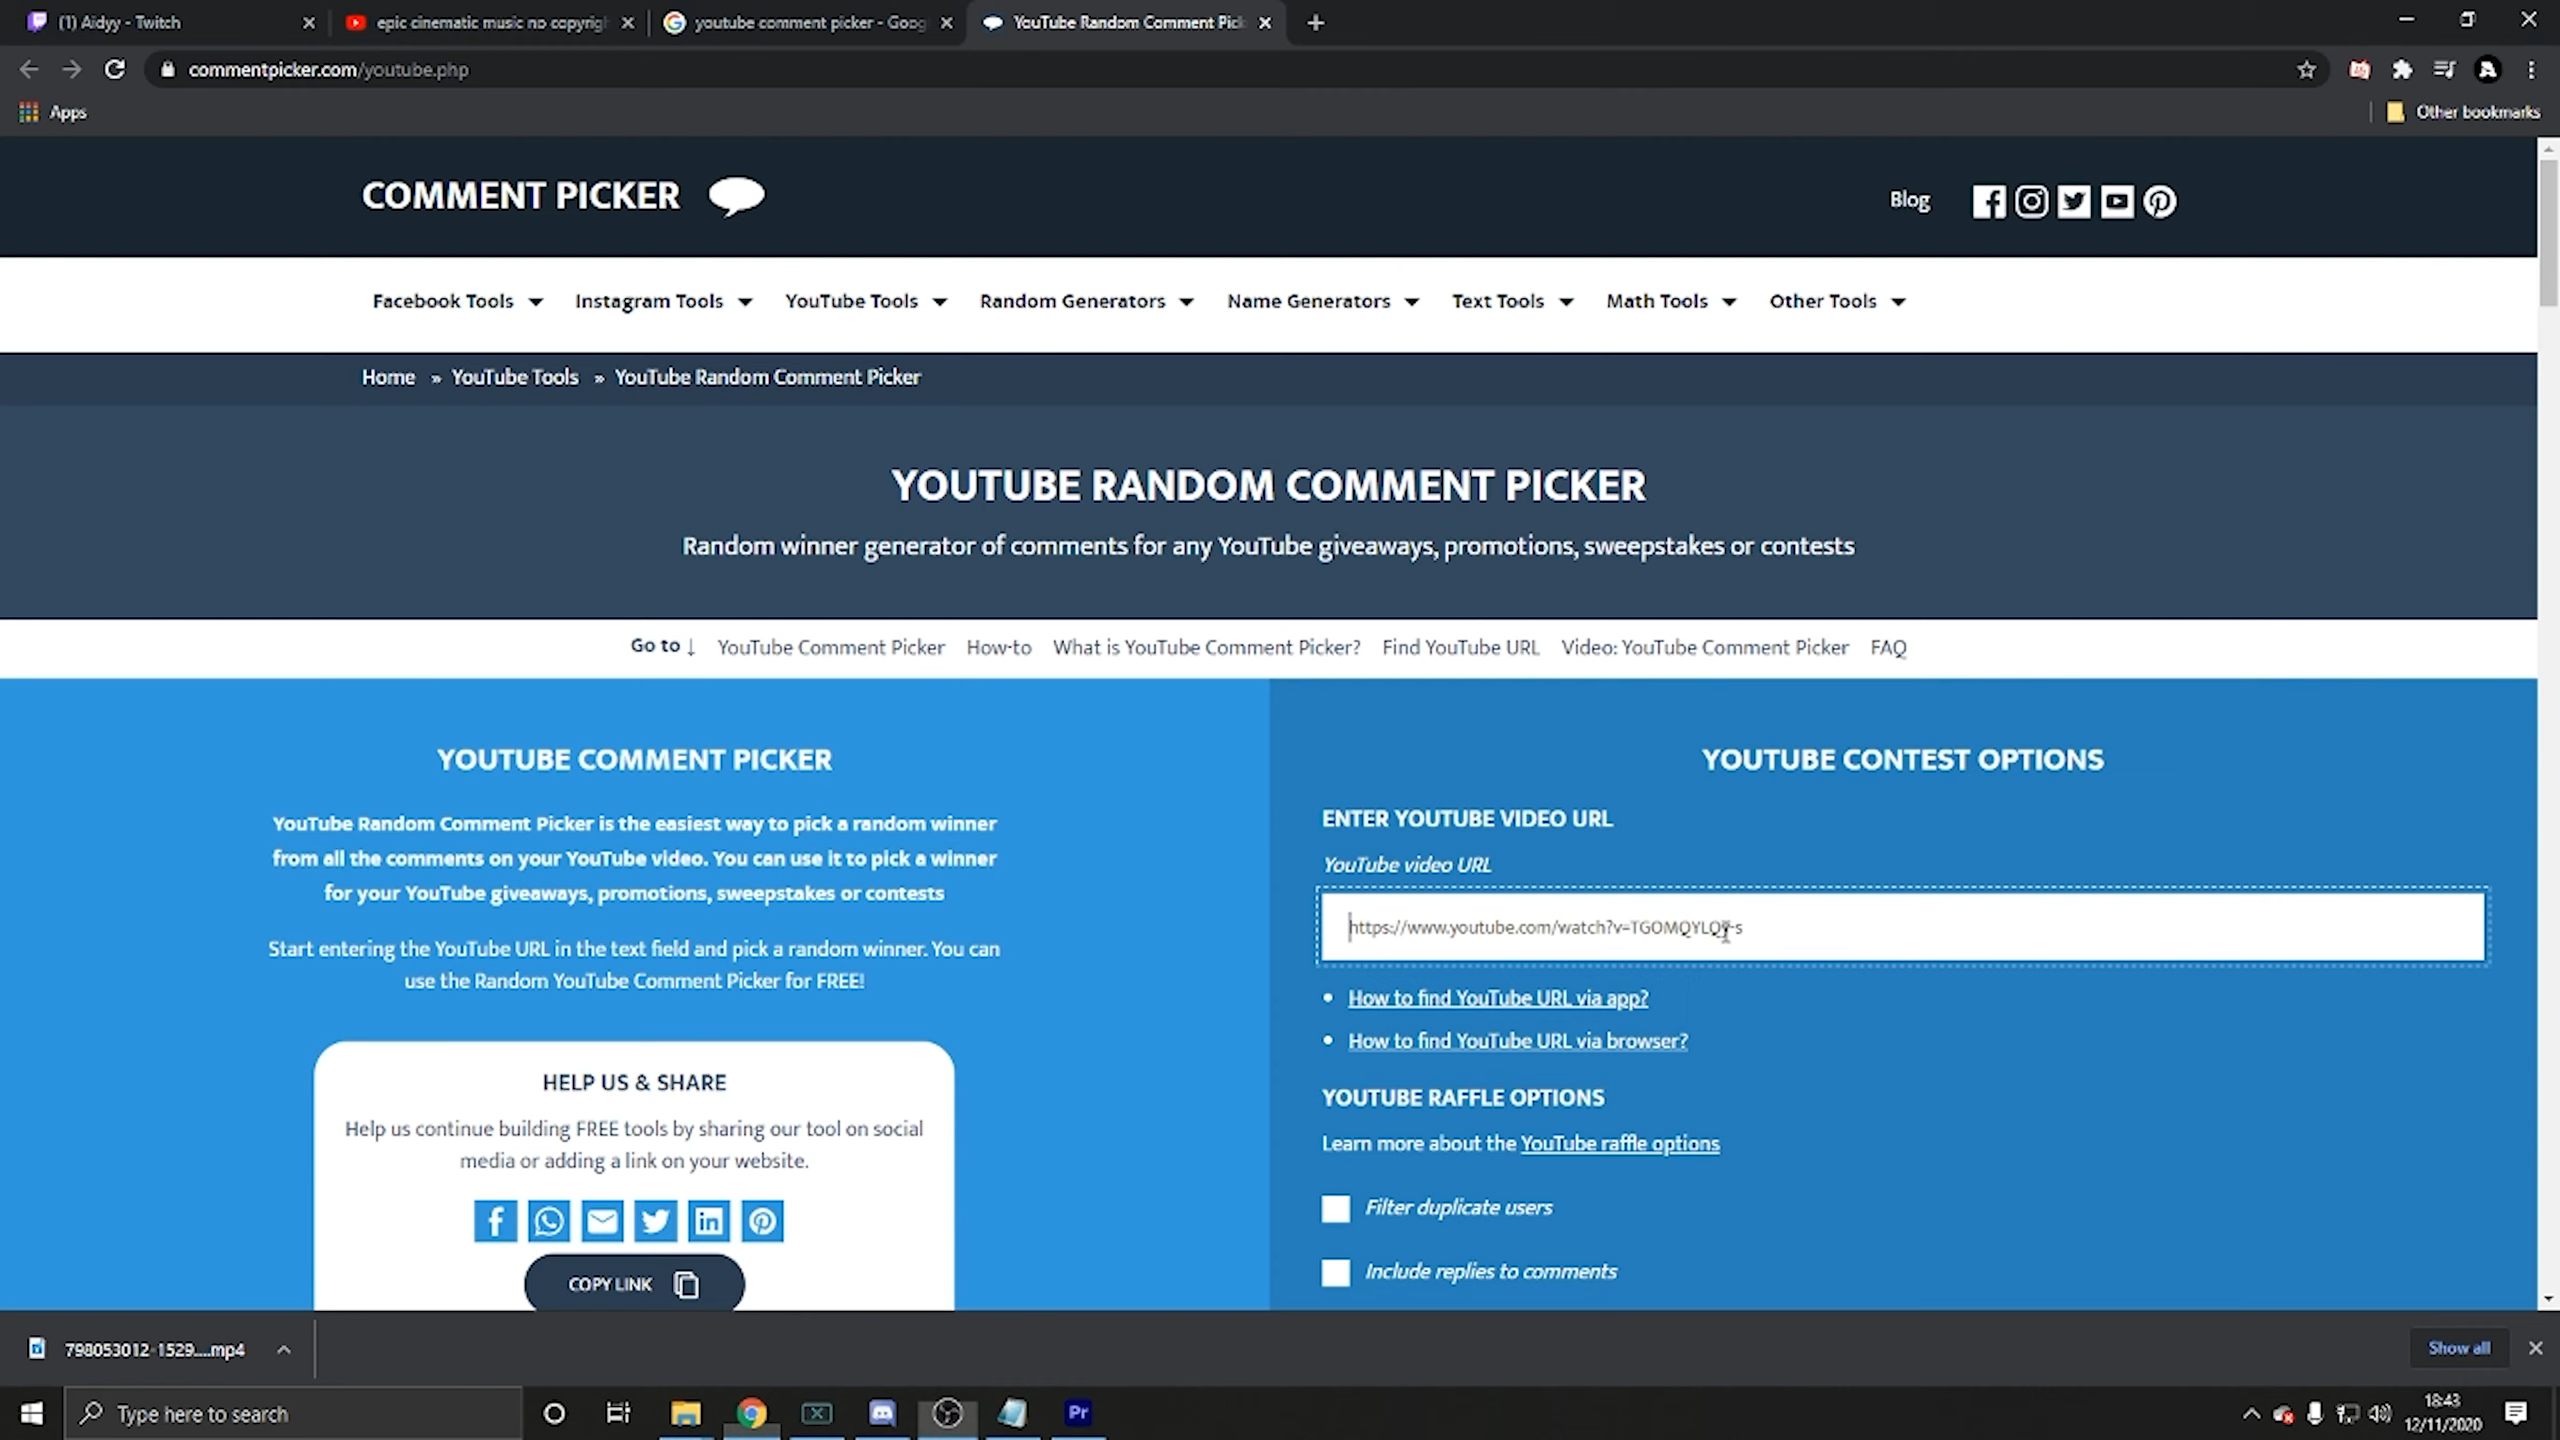 (1) Aidyy - Twitch
epic cinematic music no copyrigh
youtube comment picker - Goog
YouTube Random Comment Pick
commentpicker.com/youtube.php
Apps
Other bookmarks
COMMENT PICKER
Blog
Facebook Tools Instagram Tools YouTube Tools Random Generators Name Generators Text Tools Math Tools Other Tools
Home » YouTube Tools » YouTube Random Comment Picker
YOUTUBE RANDOM COMMENT PICKER
Random winner generator of comments for any YouTube giveaways, promotions, sweepstakes or contests
Go to ↓ YouTube Comment Picker How-to What is YouTube Comment Picker? Find YouTube URL Video: YouTube Comment Picker FAQ
YOUTUBE COMMENT PICKER
YouTube Random Comment Picker is the easiest way to pick a random winner
from all the comments on your YouTube video. You can use it to pick a winner
for your YouTube giveaways, promotions, sweepstakes or contests
Start entering the YouTube URL in the text field and pick a random winner. You can
use the Random YouTube Comment Picker for FREE!
HELP US & SHARE
Help us continue building FREE tools by sharing our tool on social
media or adding a link on your website.
COPY LINK
YOUTUBE CONTEST OPTIONS
ENTER YOUTUBE VIDEO URL
YouTube video URL
• How to find YouTube URL via app?
• How to find YouTube URL via browser?
YOUTUBE RAFFLE OPTIONS
Learn more about the YouTube raffle options
Filter duplicate users
Include replies to comments
798053012-1529....mp4
Show all
Type here to search
Pr
18:43
12/11/2020